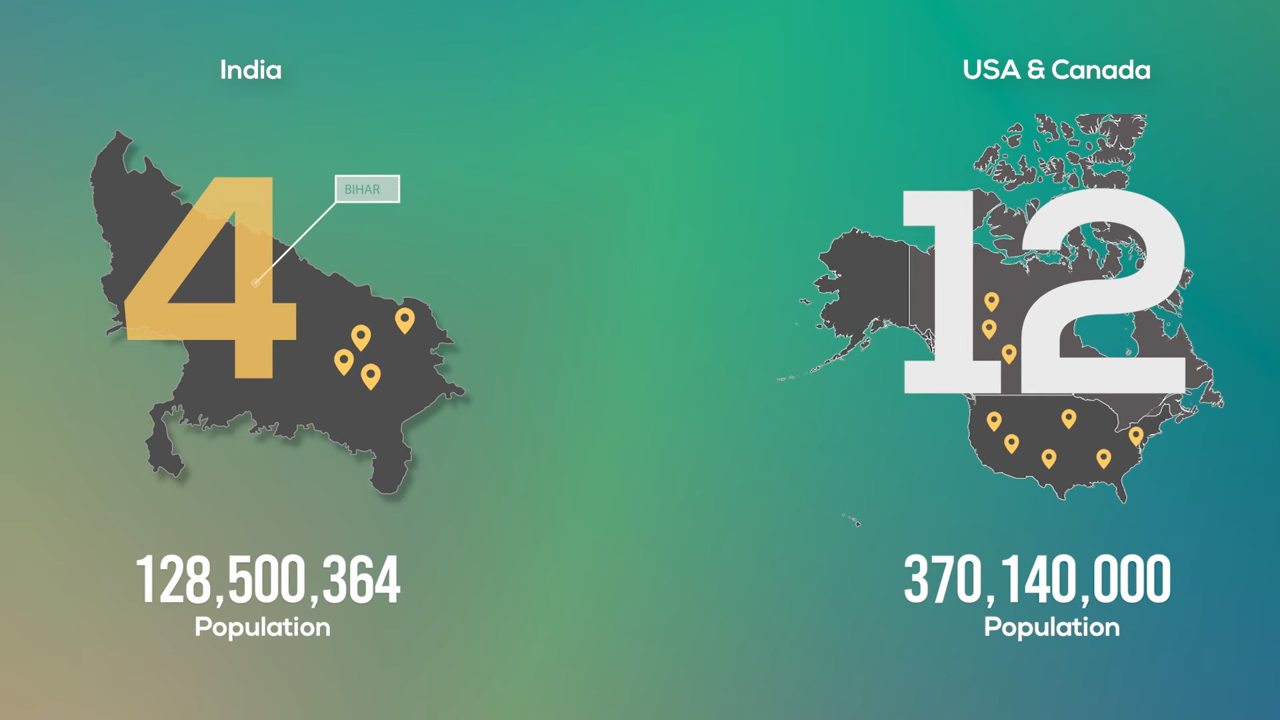 India
USA & Canada
4
BIHAR
12
128,500,364
Population
370,140,000
Population